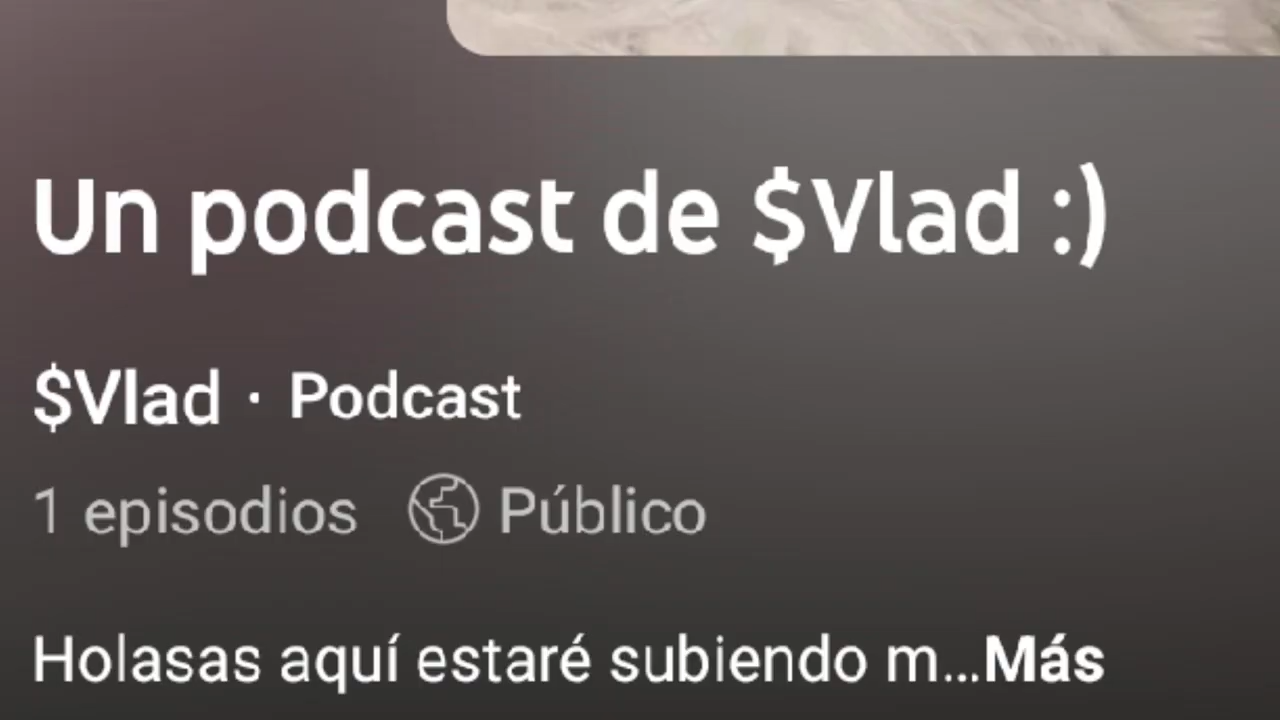 Un podcast de $Vlad :)
$Vlad · Podcast
1 episodios Público
Holasas aquí estaré subiendo m...Más